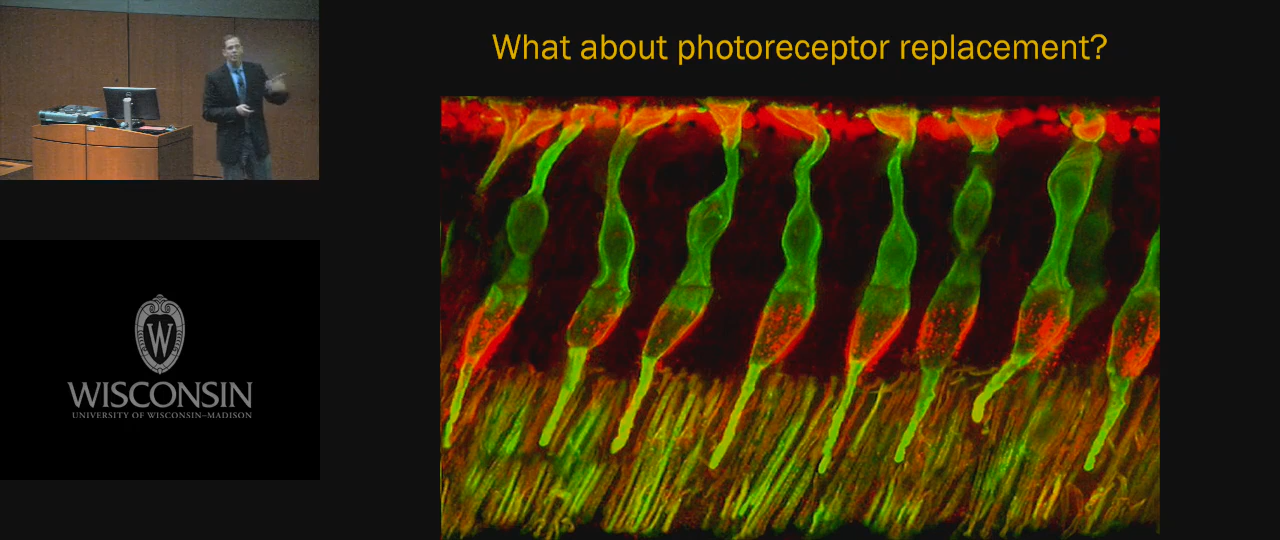 What about photoreceptor replacement?
W
WISCONSIN
UNIVERSITY OF WISCONSIN–MADISON